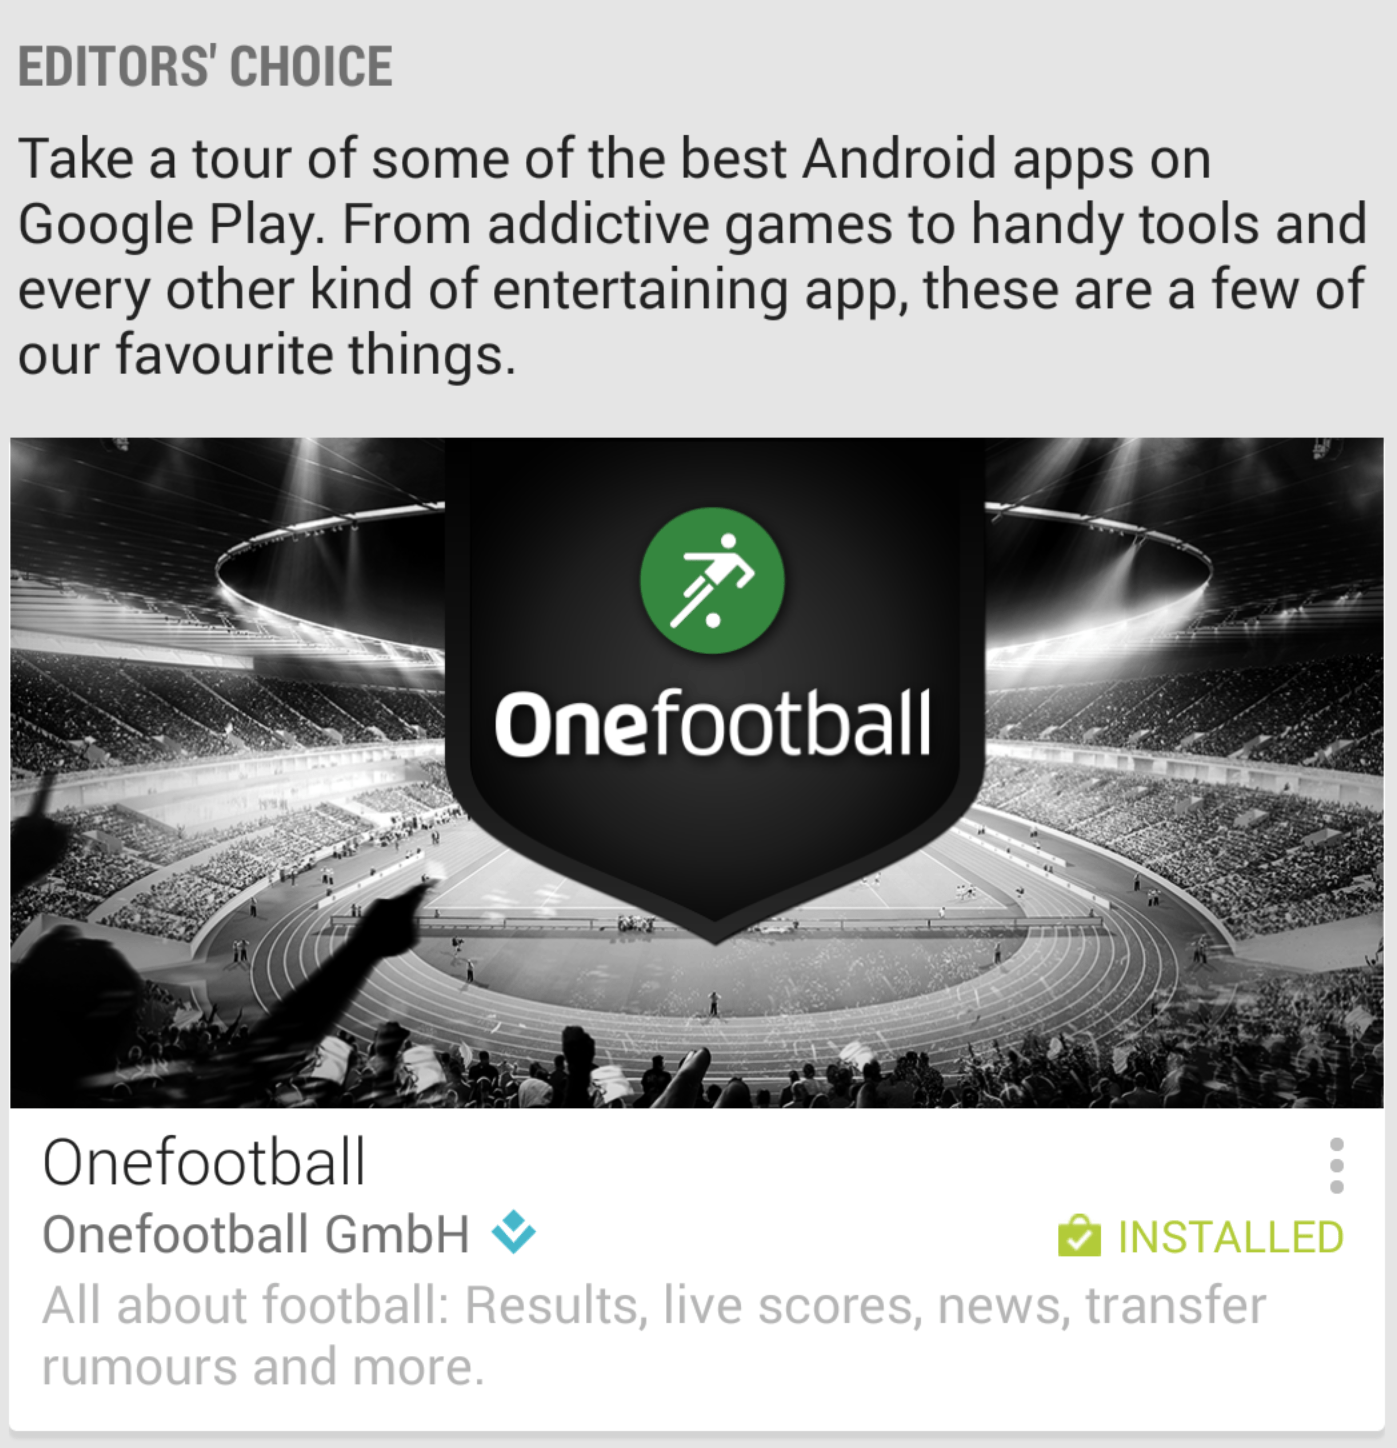 EDITORS' CHOICE
Take a tour of some of the best Android apps on
Google Play. From addictive games to handy tools and
every other kind of entertaining app, these are a few of
our favourite things.
Onefootball
Onefootball
Onefootball GmbH
INSTALLED
All about football: Results, live scores, news, transfer
rumours and more.